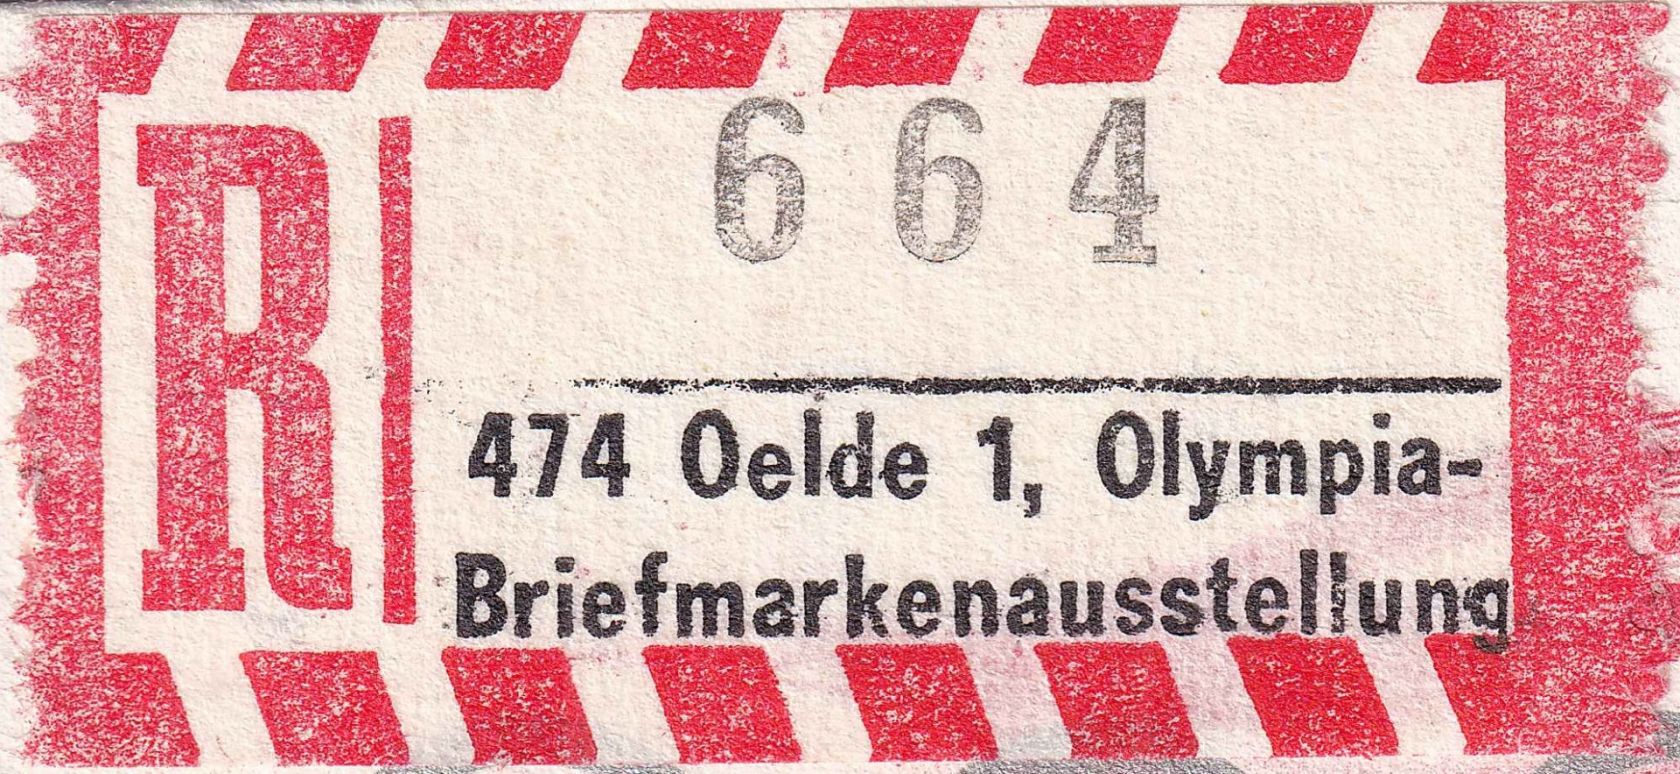 R
664
474 Oelde 1, Olympia-
Briefmarkenausstellung